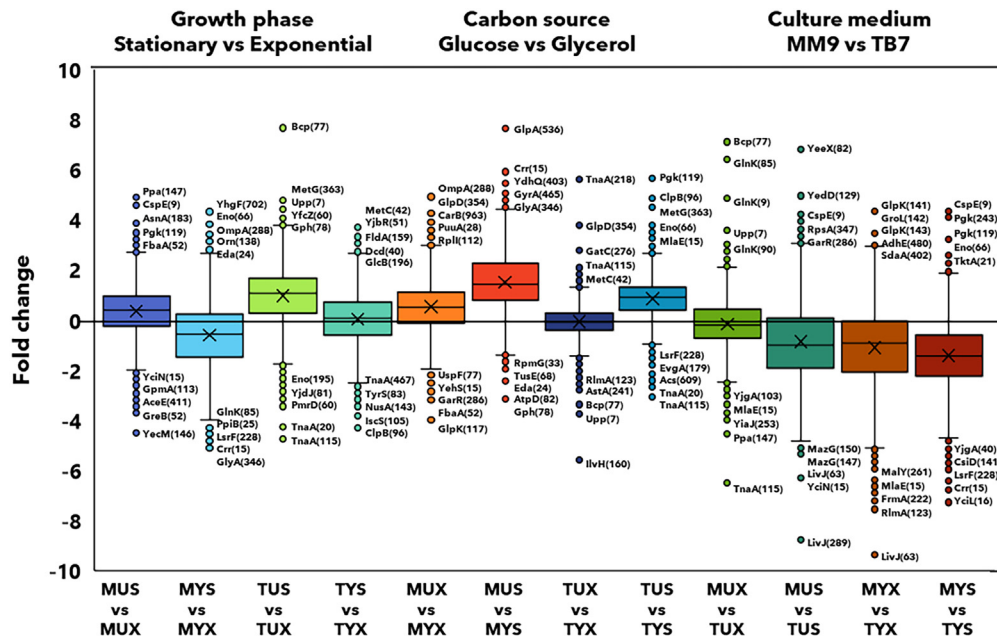 Growth phase
Stationary vs Exponential
Carbon source
Glucose vs Glycerol
Culture medium
MM9 vs TB7
Fold change
10
8
6
4
2
0
-2
-4
-6
-8
-10
Ppa(147)
CspE(9)
AsnA(183)
Pgk(119)
FbaA(52)
YciN(15)
GpmA(113)
AceE(411)
GreB(52)
YecM(146)
YhgF(702)
Eno(66)
OmpA(288)
Orn(138)
Eda(24)
GlnK(85)
PpiB(25)
LsrF(228)
Crr(15)
GlyA(346)
Bcp(77)
MetG(363)
Upp(7)
YfcZ(60)
Gph(78)
Eno(195)
YjdJ(81)
PmrD(60)
TnaA(20)
TnaA(115)
MetC(42)
YjbR(51)
FldA(159)
Dcd(40)
GlcB(196)
TnaA(467)
TyrS(83)
NusA(143)
IscS(105)
ClpB(96)
OmpA(288)
GlpD(354)
CarB(963)
PuuA(28)
RplI(112)
UspF(77)
YehS(15)
GarR(286)
FbaA(52)
GlpK(117)
GlpA(536)
Crr(15)
YdhQ(403)
GyrA(465)
GlyA(346)
RpmG(33)
TusE(68)
Eda(24)
AtpD(82)
Gph(78)
TnaA(218)
GlpD(354)
GatC(276)
TnaA(115)
MetC(42)
RlmA(123)
AstA(241)
Bcp(77)
Upp(7)
IlvH(160)
Pgk(119)
ClpB(96)
MetG(363)
Eno(66)
MlaE(15)
LsrF(228)
EvgA(179)
Acs(609)
TnaA(20)
TnaA(115)
Bcp(77)
GlnK(85)
GlnK(9)
Upp(7)
GlnK(90)
YjgA(103)
MlaE(15)
YiaJ(253)
Ppa(147)
TnaA(115)
YeeX(82)
YedD(129)
CspE(9)
RpsA(347)
GarR(286)
MazG(150)
MazG(147)
LivJ(63)
YciN(15)
LivJ(289)
GlpK(141)
GroL(142)
GlpK(143)
AdhE(480)
SdaA(402)
MalY(261)
MlaE(15)
FrmA(222)
RlmA(123)
LivJ(63)
CspE(9)
Pgk(243)
Pgk(119)
Eno(66)
TktA(21)
YjgA(40)
CsiD(141
LsrF(228)
Crr(15)
YciL(16)
MUS
vs
MUX
MYS
vs
MYX
TUS
vs
TUX
TYS
vs
TYX
MUX
vs
MYX
MUS
vs
MYS
TUX
vs
TYX
TUS
vs
TYS
MUX
vs
TUX
MUS
vs
TUS
MYX
vs
TYX
MYS
vs
TYS